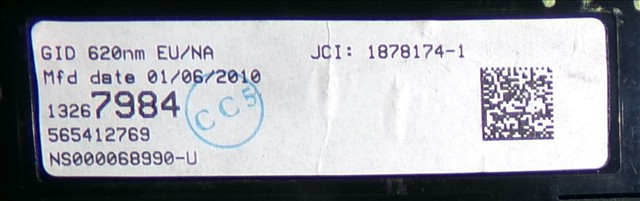 GID 620nm EU/NA JCI: 1878174-1
Mfd date 01/06/2010
13267984
565412769
NS000068990-U
CC5